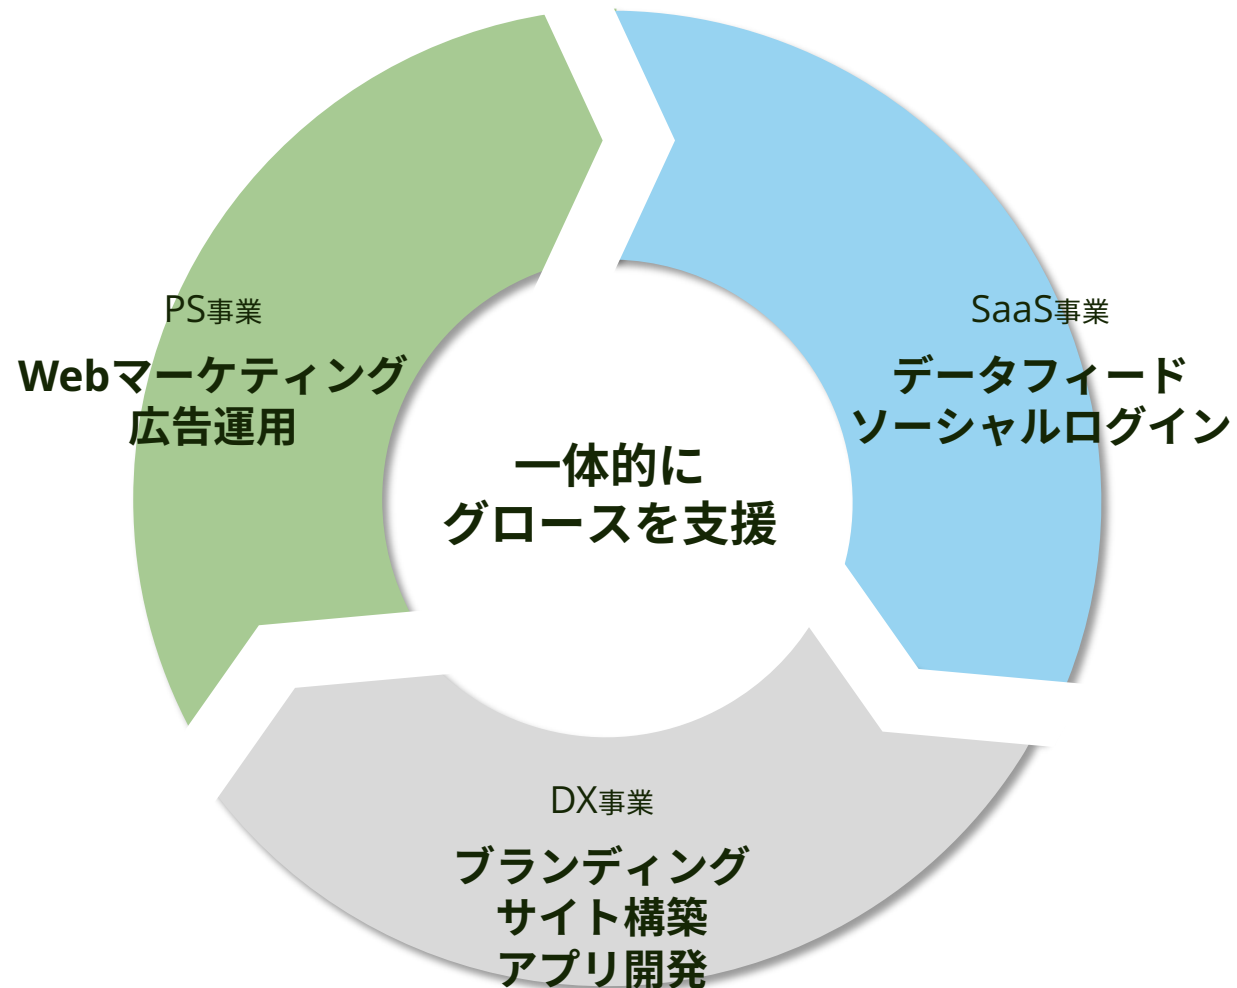 PS事業
Webマーケティング
広告運用
SaaS事業
データフィード
ソーシャルログイン
一体的に
グロースを支援
DX事業
ブランディング
サイト構築
アプリ開発